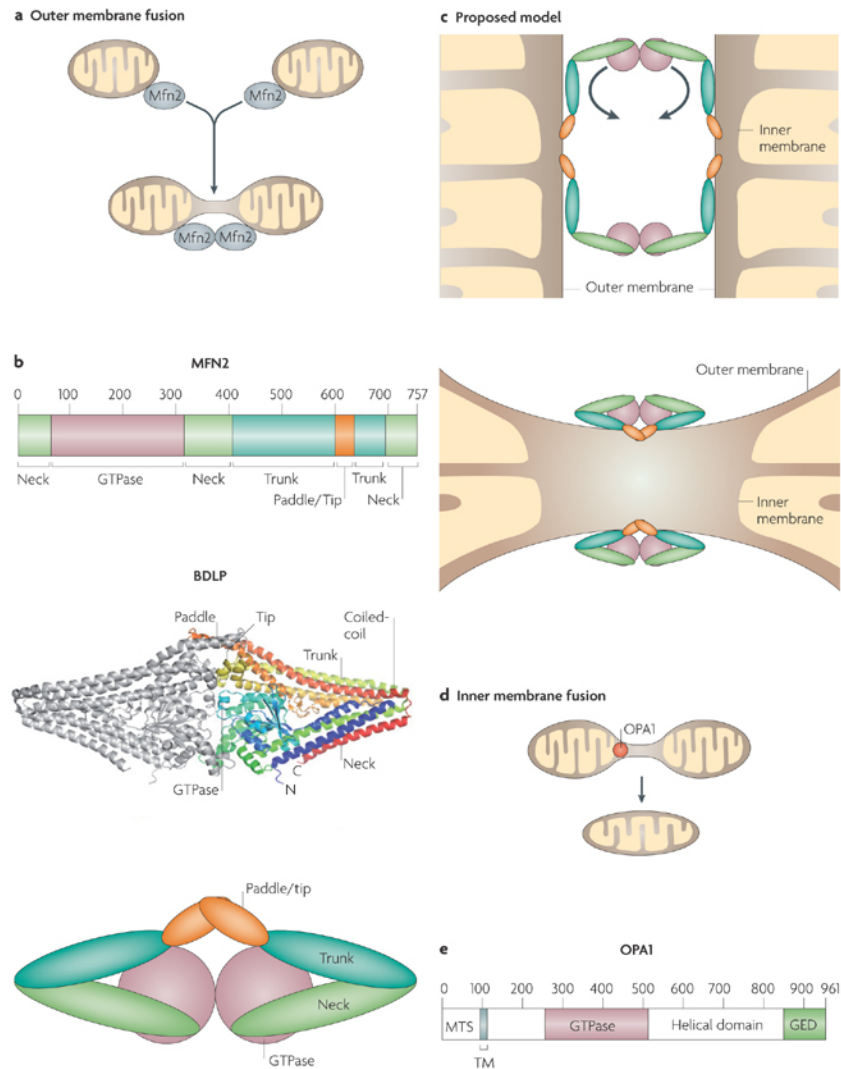 a Outer membrane fusion
Mfn2
Mfn2
Mfn2 Mfn2
b
MFN2
0 100 200 300 400 500 600 700 757
Neck GTPase Neck Trunk Trunk
Paddle/Tip Neck
BDLP
Paddle Tip Coiled-
coil
Trunk
Neck
C
GTPase N
Paddle/tip
Trunk
Neck
GTPase
c Proposed model
Inner
membrane
Outer membrane
Outer membrane
Inner
membrane
d Inner membrane fusion
OPA1
e OPA1
0 100 200 300 400 500 600 700 800 900 961
MTS GTPase Helical domain GED
TM